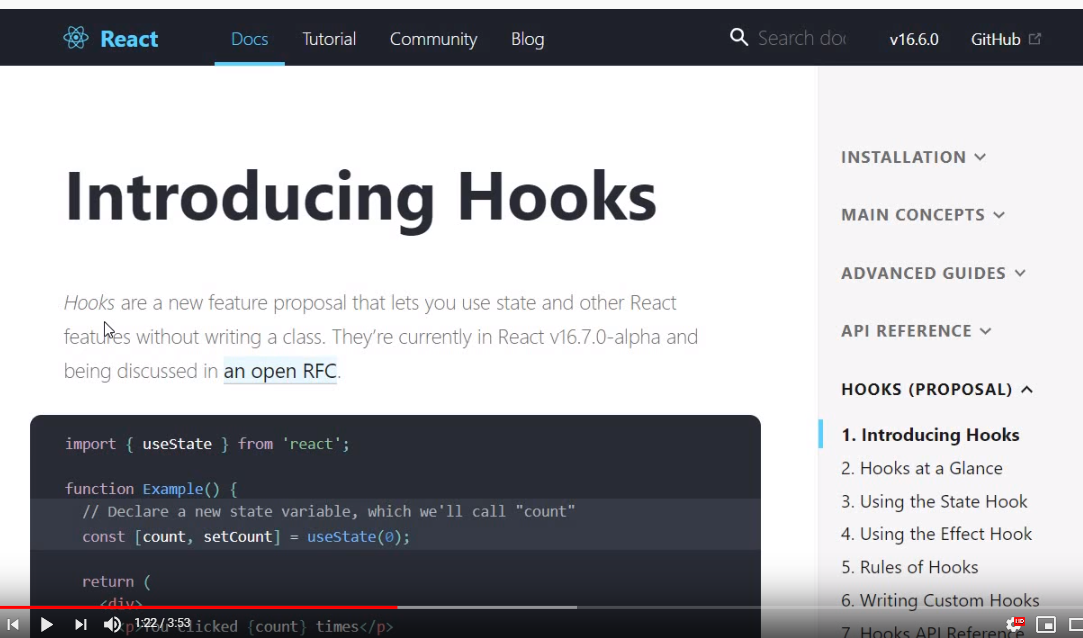 React
Docs
Tutorial
Community
Blog
Search doc
v16.6.0
GitHub
Introducing Hooks
Hooks are a new feature proposal that lets you use state and other React
features without writing a class. They're currently in React v16.7.0-alpha and
being discussed in an open RFC.
import { useState } from 'react';
function Example() {
// Declare a new state variable, which we'll call "count"
const [count, setCount] = useState(0);
return (
<div>
<p>You clicked {count} times</p>
INSTALLATION
MAIN CONCEPTS
ADVANCED GUIDES
API REFERENCE
HOOKS (PROPOSAL)
1. Introducing Hooks
2. Hooks at a Glance
3. Using the State Hook
4. Using the Effect Hook
5. Rules of Hooks
6. Writing Custom Hooks
7. Hooks API Reference
1:22 / 3:53
HD